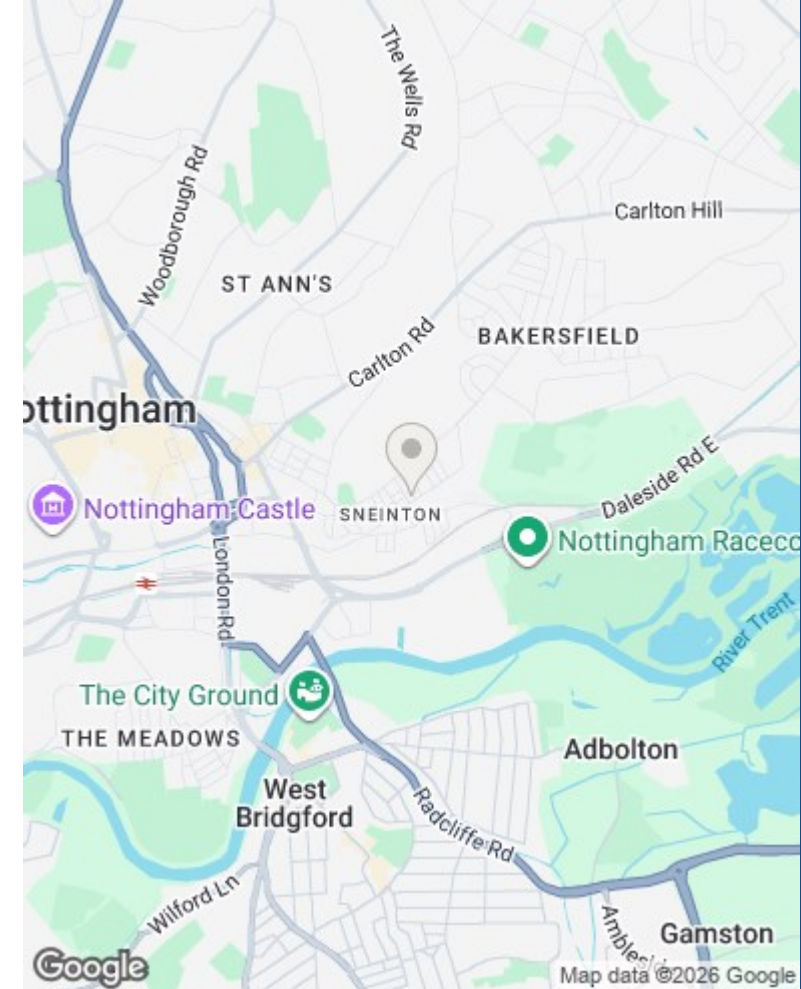 The Wells Rd
Woodborough Rd
Carlton Hill
ST ANN'S
BAKERSFIELD
Carlton Rd
ottingham
Daleside Rd E
Nottingham Castle
SNEINTON
Nottingham Raceco
London Rd
River Trent
The City Ground
THE MEADOWS
Adbolton
West
Bridgford
Radcliffe Rd
Wilford Ln
Ambleside
Gamston
Google
Map data ©2026 Google